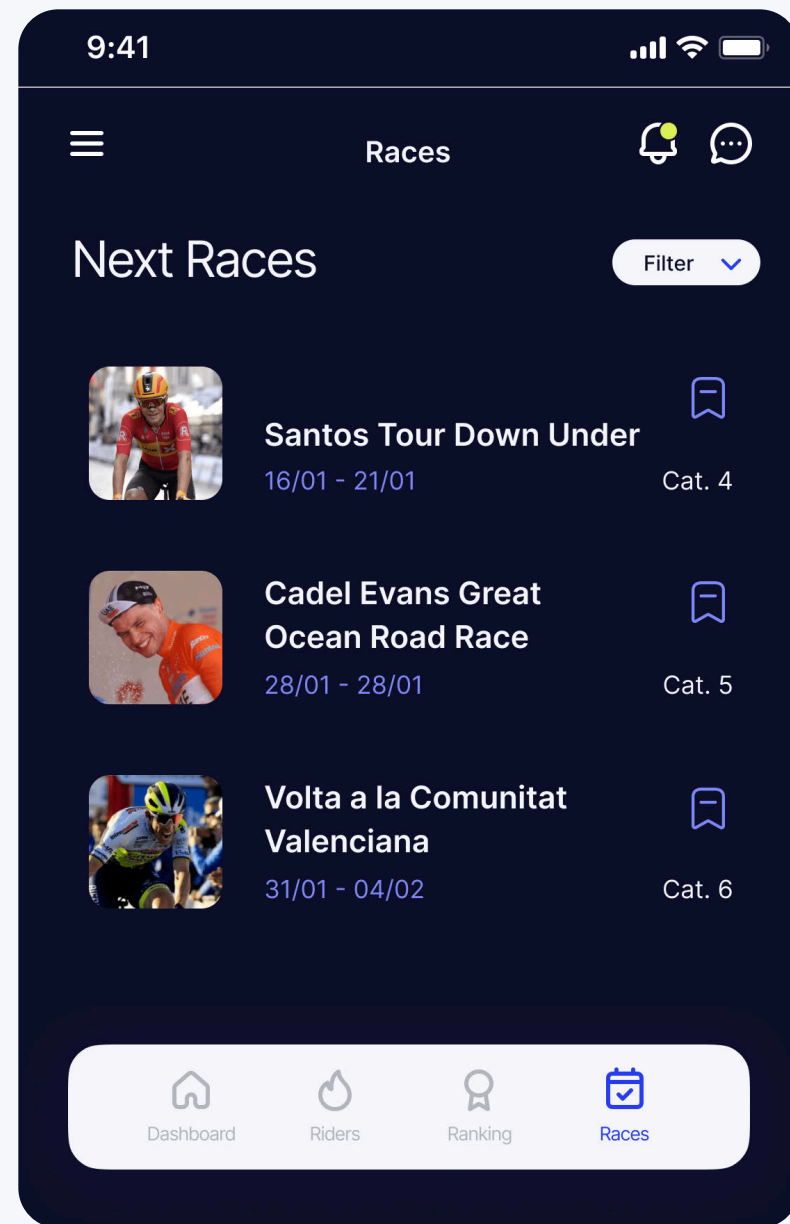 9:41
Races
Next Races
Filter
Santos Tour Down Under
16/01 - 21/01
Cat. 4
Cadel Evans Great
Ocean Road Race
28/01 - 28/01
Cat. 5
Volta a la Comunitat
Valenciana
31/01 - 04/02
Cat. 6
Dashboard
Riders
Ranking
Races